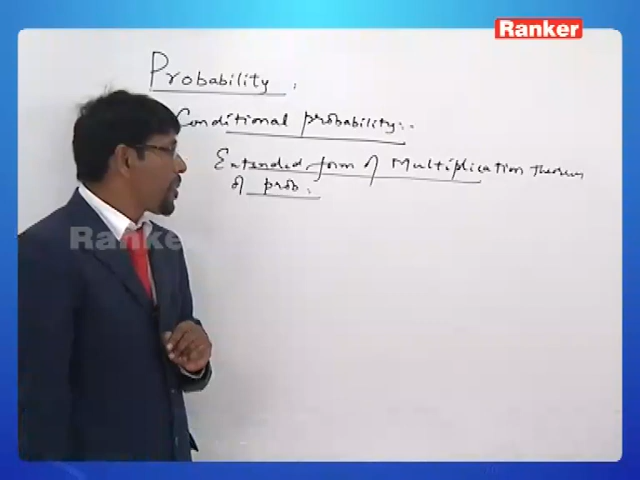 Ranker
Probability :
Conditional probability :-
Extended form of Multiplication Theorem
of prob :
Ranker